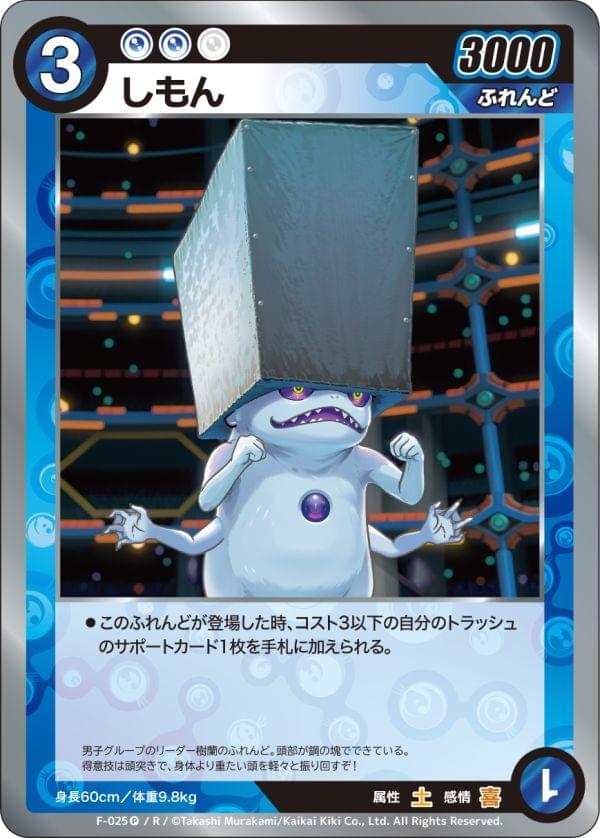 3
3000
しもん
ふれんど
●このふれんどが登場した時、コスト3以下の自分のトラッシュ
のサポートカード1枚を手札に加えられる。
男子グループのリーダー樹蘭のふれんど。頭部が鋼の塊でできている。
得意技は頭突きで、身体より重たい頭を軽々と振り回すぞ!
身長60cm/体重9.8kg
属性 土 感情 喜
1
F-025 P / R / ©Takashi Murakami/Kaikai Kiki Co., Ltd. All Rights Reserved.